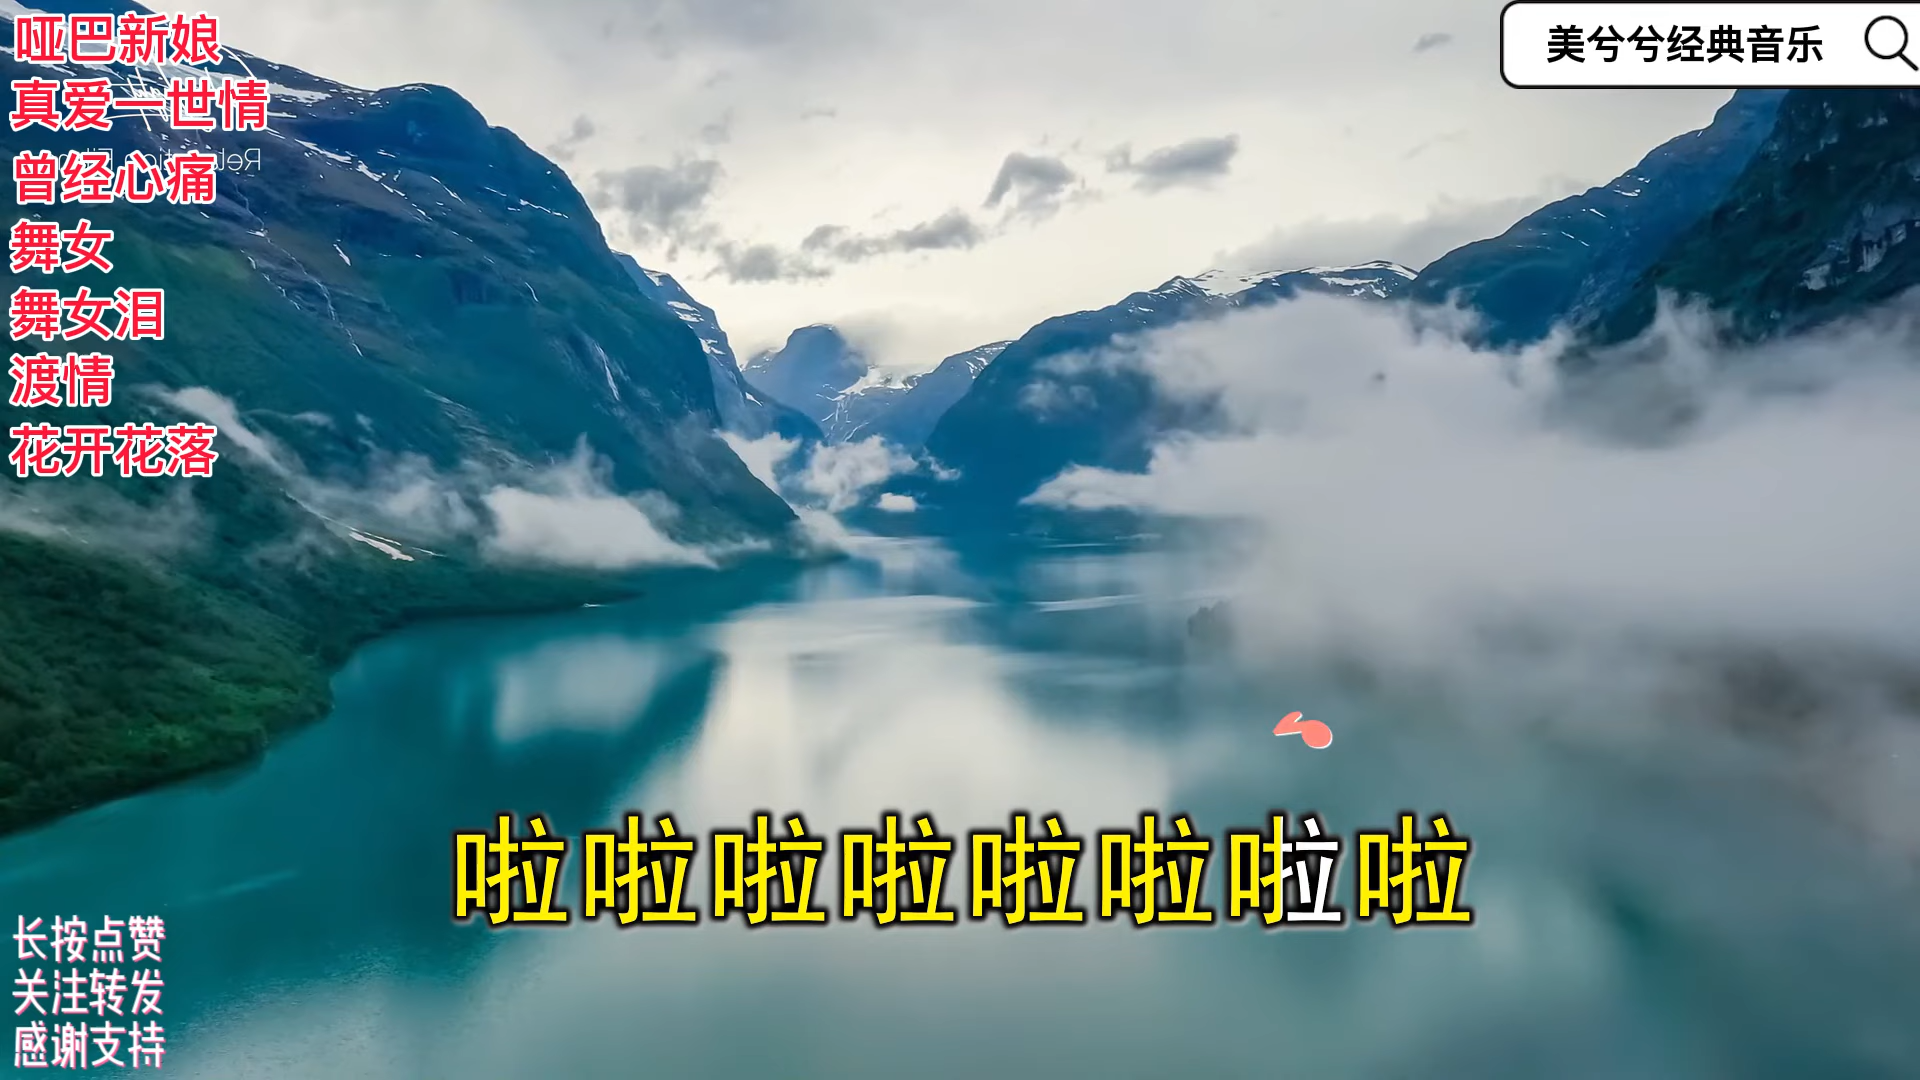 哑巴新娘
真爱一世情
曾经心痛
舞女
舞女泪
渡情
花开花落
美兮兮经典音乐
啦啦啦啦啦啦啦啦
长按点赞
关注转发
感谢支持